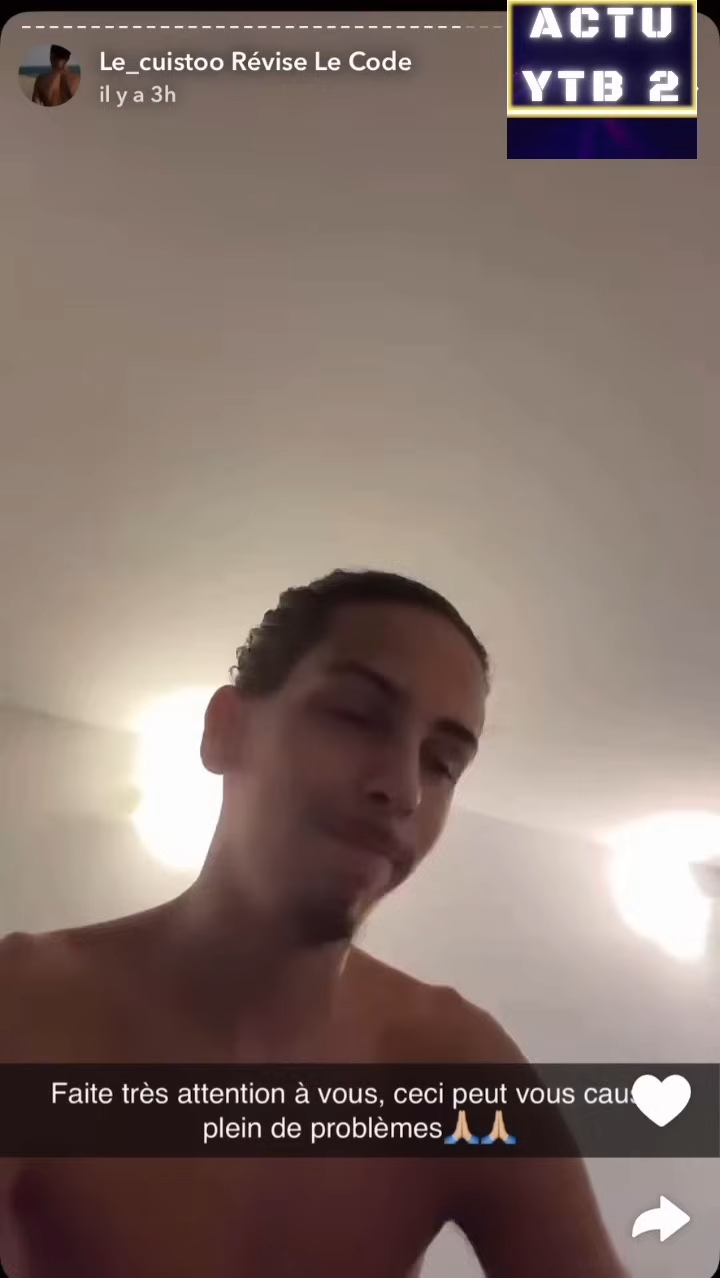 ACTU
YTB 2
Le_cuistoo Révise Le Code
il y a 3h
Faite très attention à vous, ceci peut vous
plein de problèmes🙏🏼🙏🏼